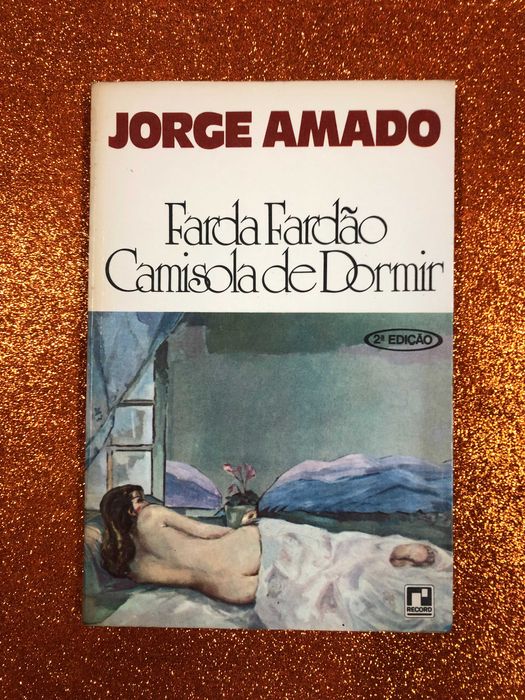 JORGE AMADO
Farda Fardão
Camisola de Dormir
2ª EDIÇÃO
RECORD